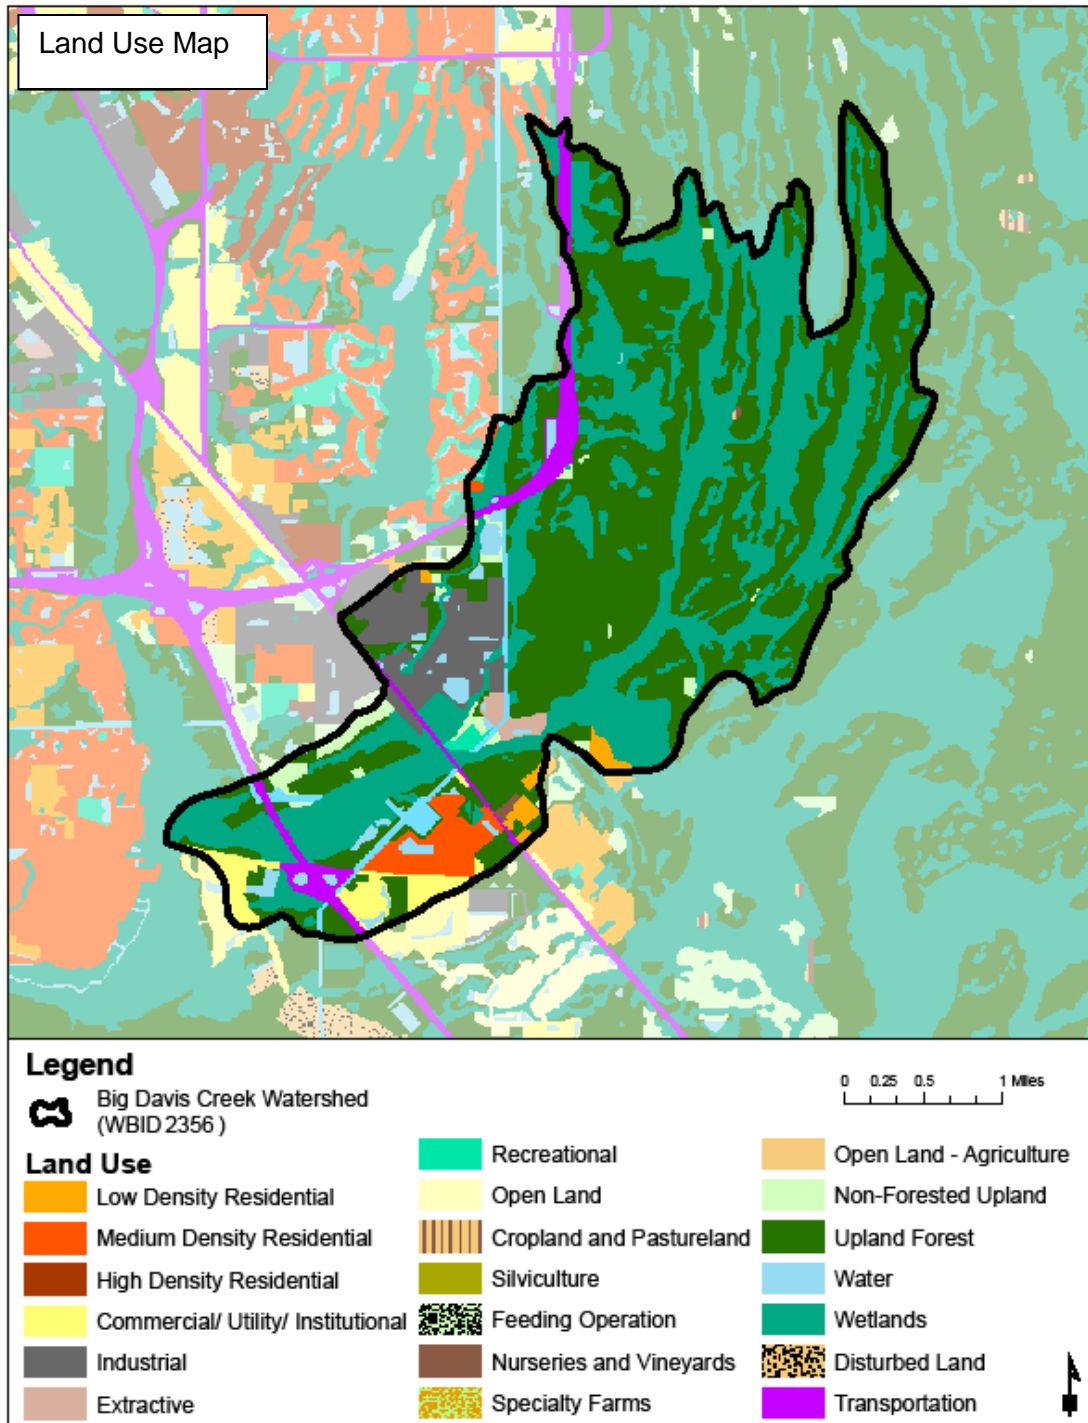 Land Use Map
Legend
Big Davis Creek Watershed
(WBID 2356 )
0 0.25 0.5 1 Miles
Land Use
Low Density Residential
Medium Density Residential
High Density Residential
Commercial/ Utility/ Institutional
Industrial
Extractive
Recreational
Open Land
Cropland and Pastureland
Silviculture
Feeding Operation
Nurseries and Vineyards
Specialty Farms
Open Land - Agriculture
Non-Forested Upland
Upland Forest
Water
Wetlands
Disturbed Land
Transportation